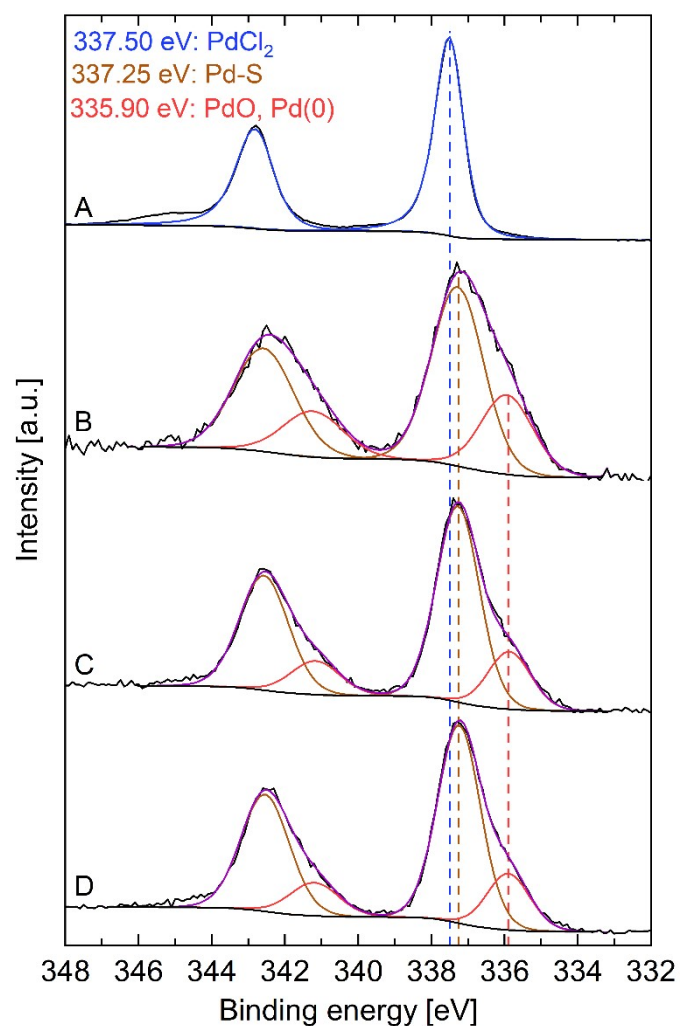 337.50 eV: PdCl₂
337.25 eV: Pd-S
335.90 eV: PdO, Pd(0)
A
B
C
D
Intensity [a.u.]
348 346 344 342 340 338 336 334 332
Binding energy [eV]